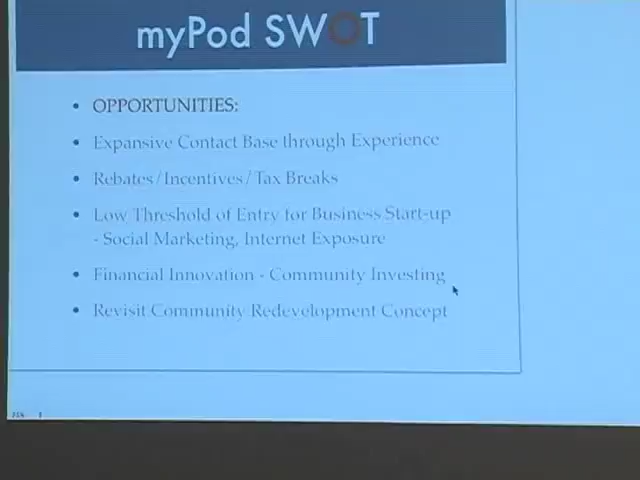 myPod SWOT
• OPPORTUNITIES:
• Expansive Contact Base through Experience
• Rebates/Incentives/Tax Breaks
• Low Threshold of Entry for Business Start-up
- Social Marketing, Internet Exposure
• Financial Innovation - Community Investing
• Revisit Community Redevelopment Concept